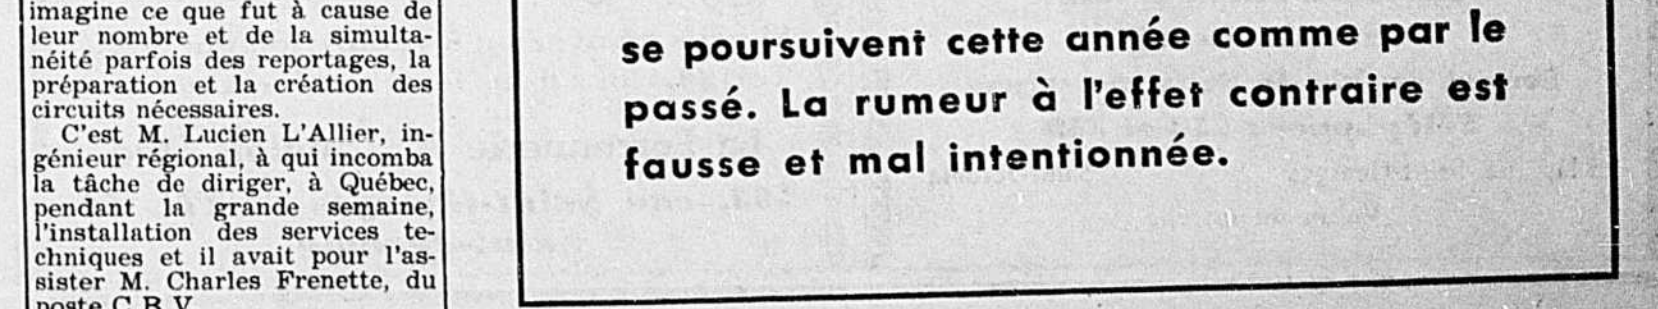 imagine ce que fut à cause de
leur nombre et de la simulta-
néité parfois des reportages, la
préparation et la création des
circuits nécessaires.
C'est M. Lucien L'Allier, in-
génieur régional, à qui incomba
la tâche de diriger, à Québec,
pendant la grande semaine,
l'installation des services te-
chniques et il avait pour l'as-
sister M. Charles Frenette, du
poste C.B.V.
se poursuivent cette année comme par le
passé. La rumeur à l'effet contraire est
fausse et mal intentionnée.